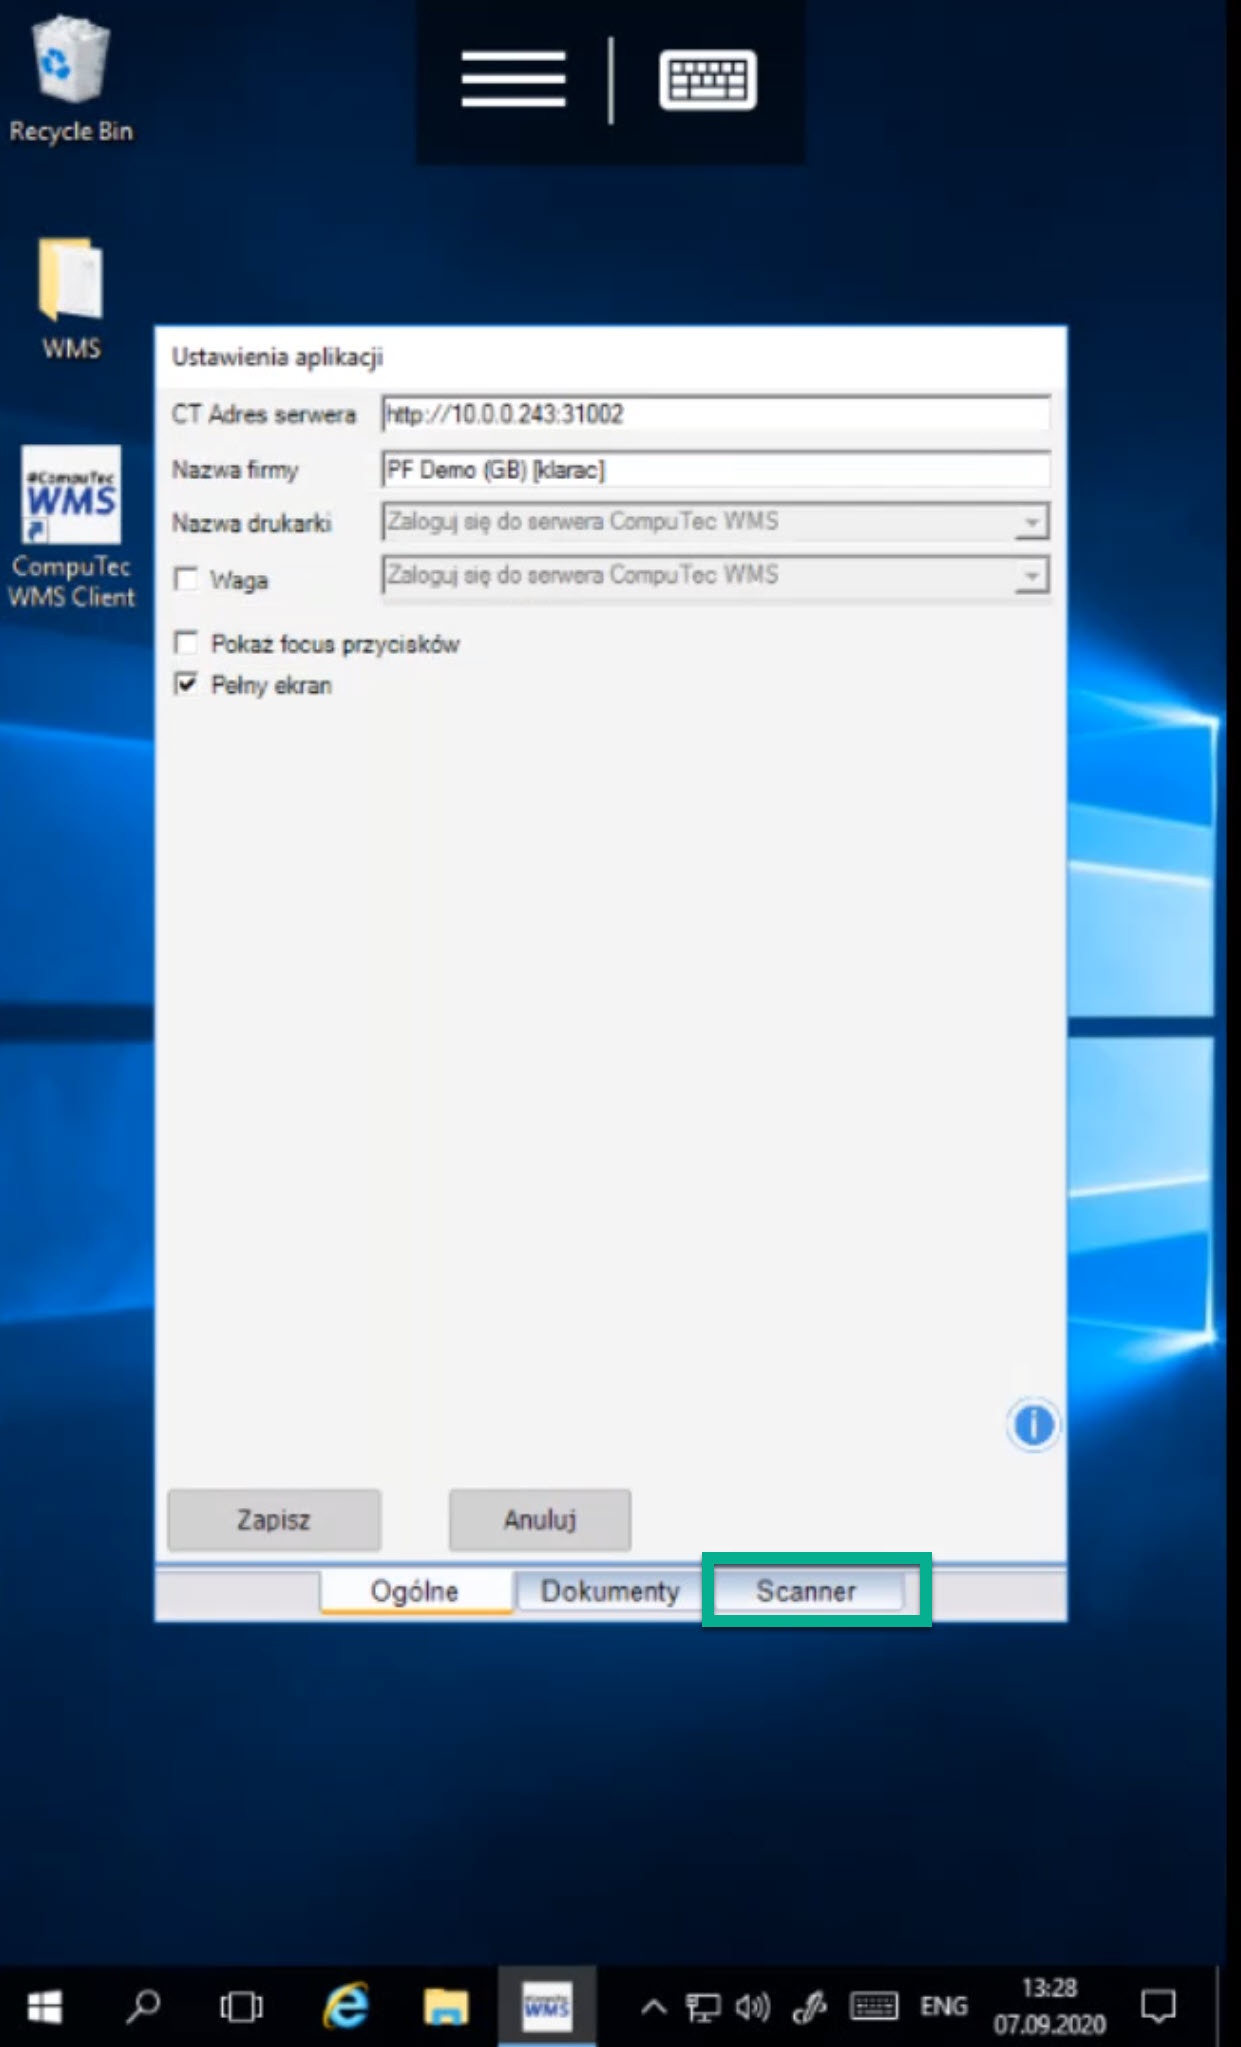 Recycle Bin
WMS
#CompuTec
WMS
CompuTec
WMS Client
Ustawienia aplikacji
CT Adres serwera http://10.0.0.243:31002
Nazwa firmy PF Demo (GB) [klarac]
Nazwa drukarki Zaloguj się do serwera CompuTec WMS
Waga Zaloguj się do serwera CompuTec WMS
Pokaż focus przycisków
Pełny ekran
Zapisz Anuluj
Ogólne Dokumenty Scanner
#CompuTec
WMS
ENG
13:28
07.09.2020